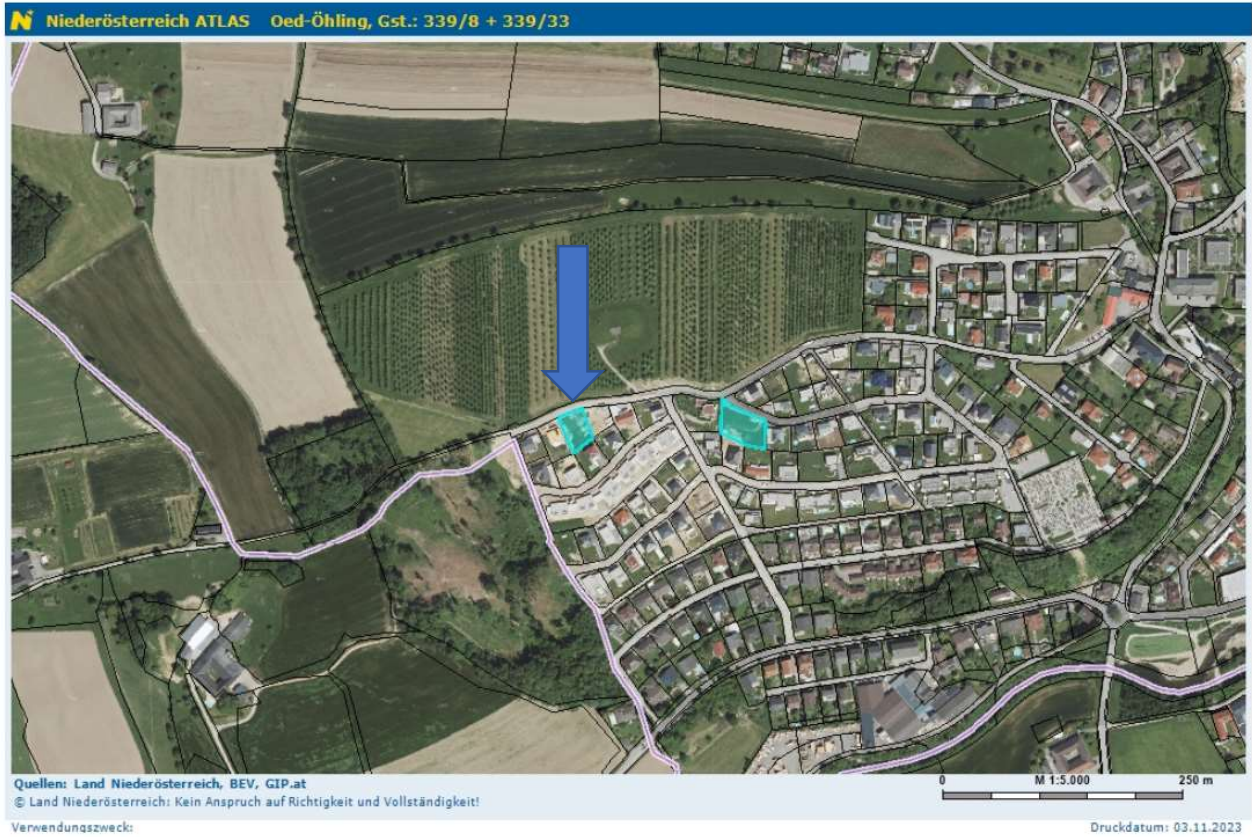 Niederösterreich ATLAS Oed-Öhling, Gst.: 339/8 + 339/33
Quellen: Land Niederösterreich, BEV, GIP.at
© Land Niederösterreich: Kein Anspruch auf Richtigkeit und Vollständigkeit!
0 M 1:5.000 250 m
Verwendungszweck: Druckdatum: 03.11.2023